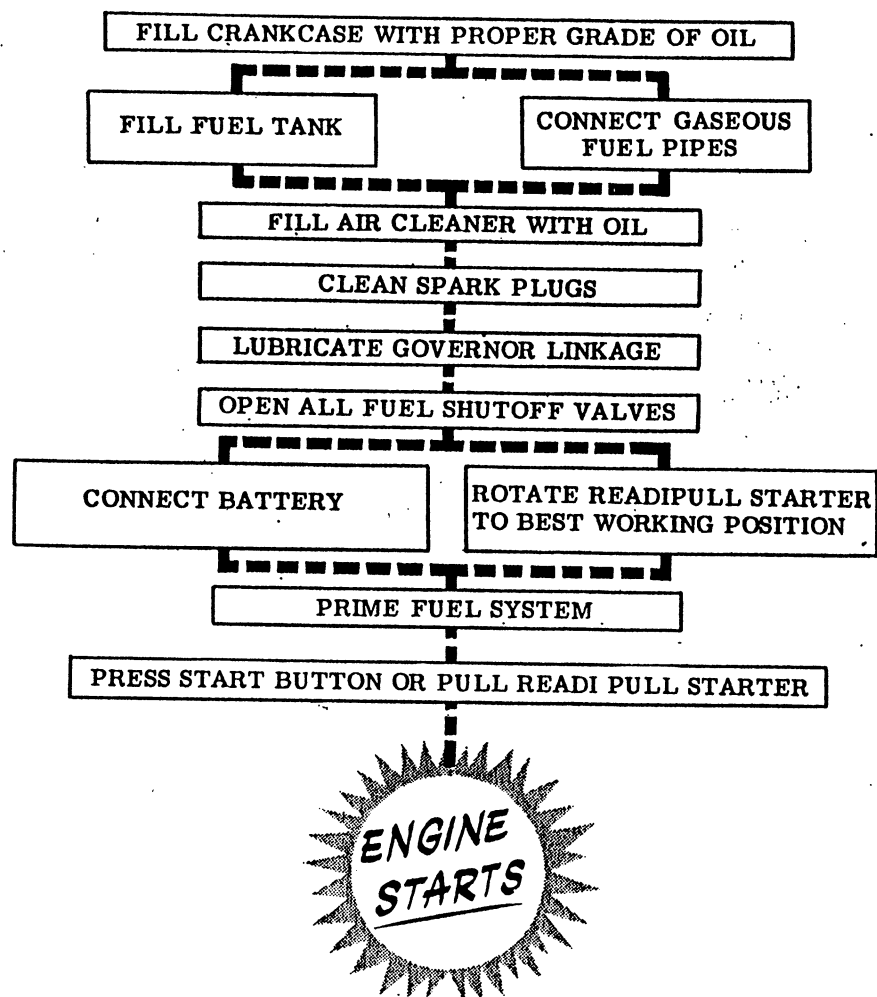 FILL CRANKCASE WITH PROPER GRADE OF OIL
FILL FUEL TANK
CONNECT GASEOUS
FUEL PIPES
FILL AIR CLEANER WITH OIL
CLEAN SPARK PLUGS
LUBRICATE GOVERNOR LINKAGE
OPEN ALL FUEL SHUTOFF VALVES
CONNECT BATTERY
ROTATE READIPULL STARTER
TO BEST WORKING POSITION
PRIME FUEL SYSTEM
PRESS START BUTTON OR PULL READI PULL STARTER
ENGINE
STARTS